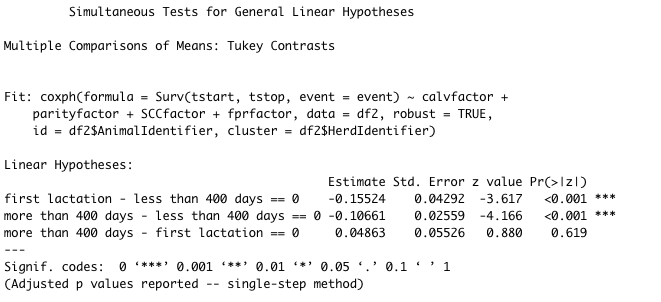 Simultaneous Tests for General Linear Hypotheses
Multiple Comparisons of Means: Tukey Contrasts
Fit: coxph(formula = Surv(tstart, tstop, event = event) ~ calvfactor +
parityfactor + SCCfactor + fprfactor, data = df2, robust = TRUE,
id = df2$AnimalIdentifier, cluster = df2$HerdIdentifier)
Linear Hypotheses:
Estimate Std. Error z value Pr(>|z|)
first lactation - less than 400 days == 0 -0.15524 0.04292 -3.617 <0.001 ***
more than 400 days - less than 400 days == 0 -0.10661 0.02559 -4.166 <0.001 ***
more than 400 days - first lactation == 0 0.04863 0.05526 0.880 0.619
---
Signif. codes: 0 ‘***’ 0.001 ‘**’ 0.01 ‘*’ 0.05 ‘.’ 0.1 ‘ ’ 1
(Adjusted p values reported -- single-step method)